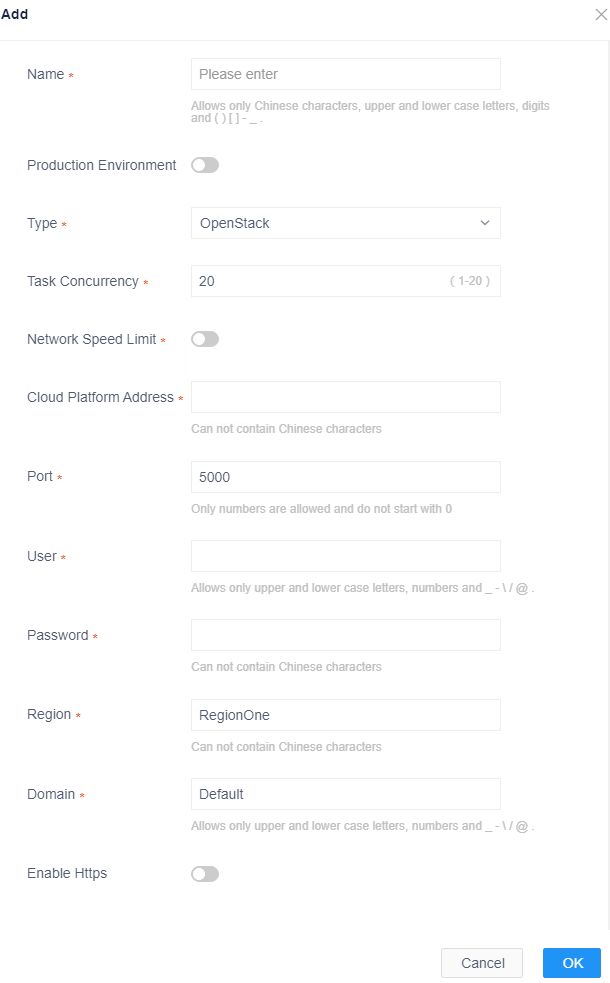 Add
Name *
Please enter
Allows only Chinese characters, upper and lower case letters, digits
and ( ) [ ] - _ .
Production Environment
Type *
OpenStack
Task Concurrency *
20
( 1-20 )
Network Speed Limit *
Cloud Platform Address *
Can not contain Chinese characters
Port *
5000
Only numbers are allowed and do not start with 0
User *
Allows only upper and lower case letters, numbers and _ - \ / @ .
Password *
Can not contain Chinese characters
Region *
RegionOne
Can not contain Chinese characters
Domain *
Default
Allows only upper and lower case letters, numbers and _ - \ / @ .
Enable Https
Cancel
OK